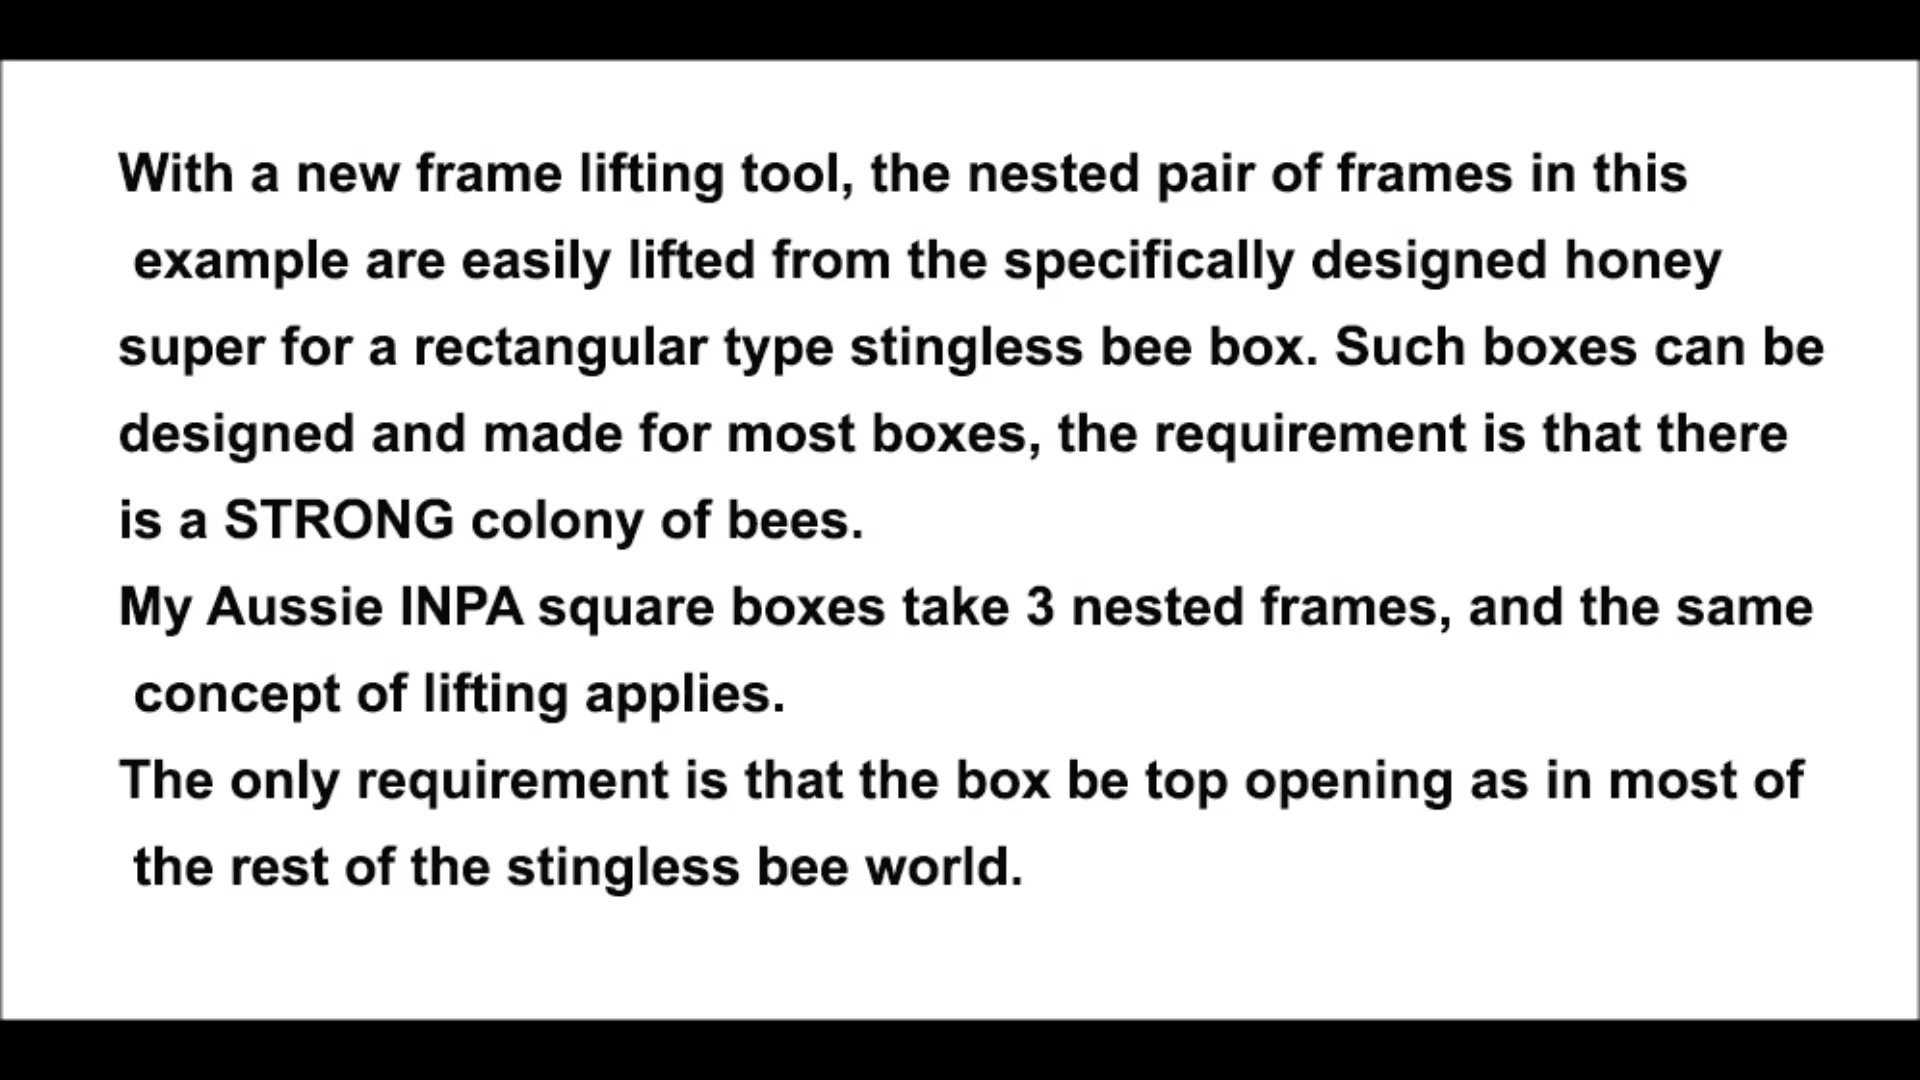 With a new frame lifting tool, the nested pair of frames in this
example are easily lifted from the specifically designed honey
super for a rectangular type stingless bee box. Such boxes can be
designed and made for most boxes, the requirement is that there
is a STRONG colony of bees.
My Aussie INPA square boxes take 3 nested frames, and the same
concept of lifting applies.
The only requirement is that the box be top opening as in most of
the rest of the stingless bee world.